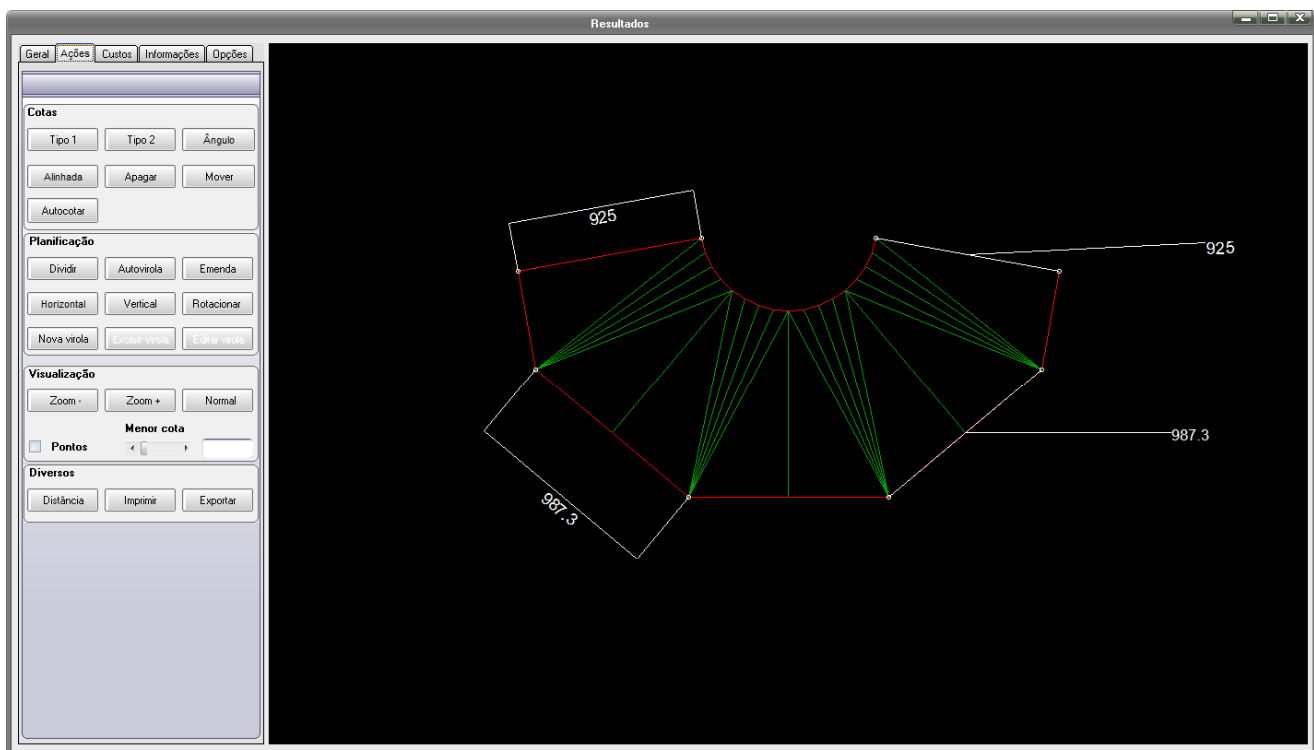 Resultados
Geral Ações Custos Informações Opções
Cotas
Tipo 1 Tipo 2 Ângulo
Alinhada Apagar Mover
Autocotar
Planificação
Dividir Autovirola Emenda
Horizontal Vertical Rotacionar
Nova virola Excluir virola Editar virola
Visualização
Zoom - Zoom + Normal
Menor cota
Pontos
Diversos
Distância Imprimir Exportar
925
925
987.3
987.3